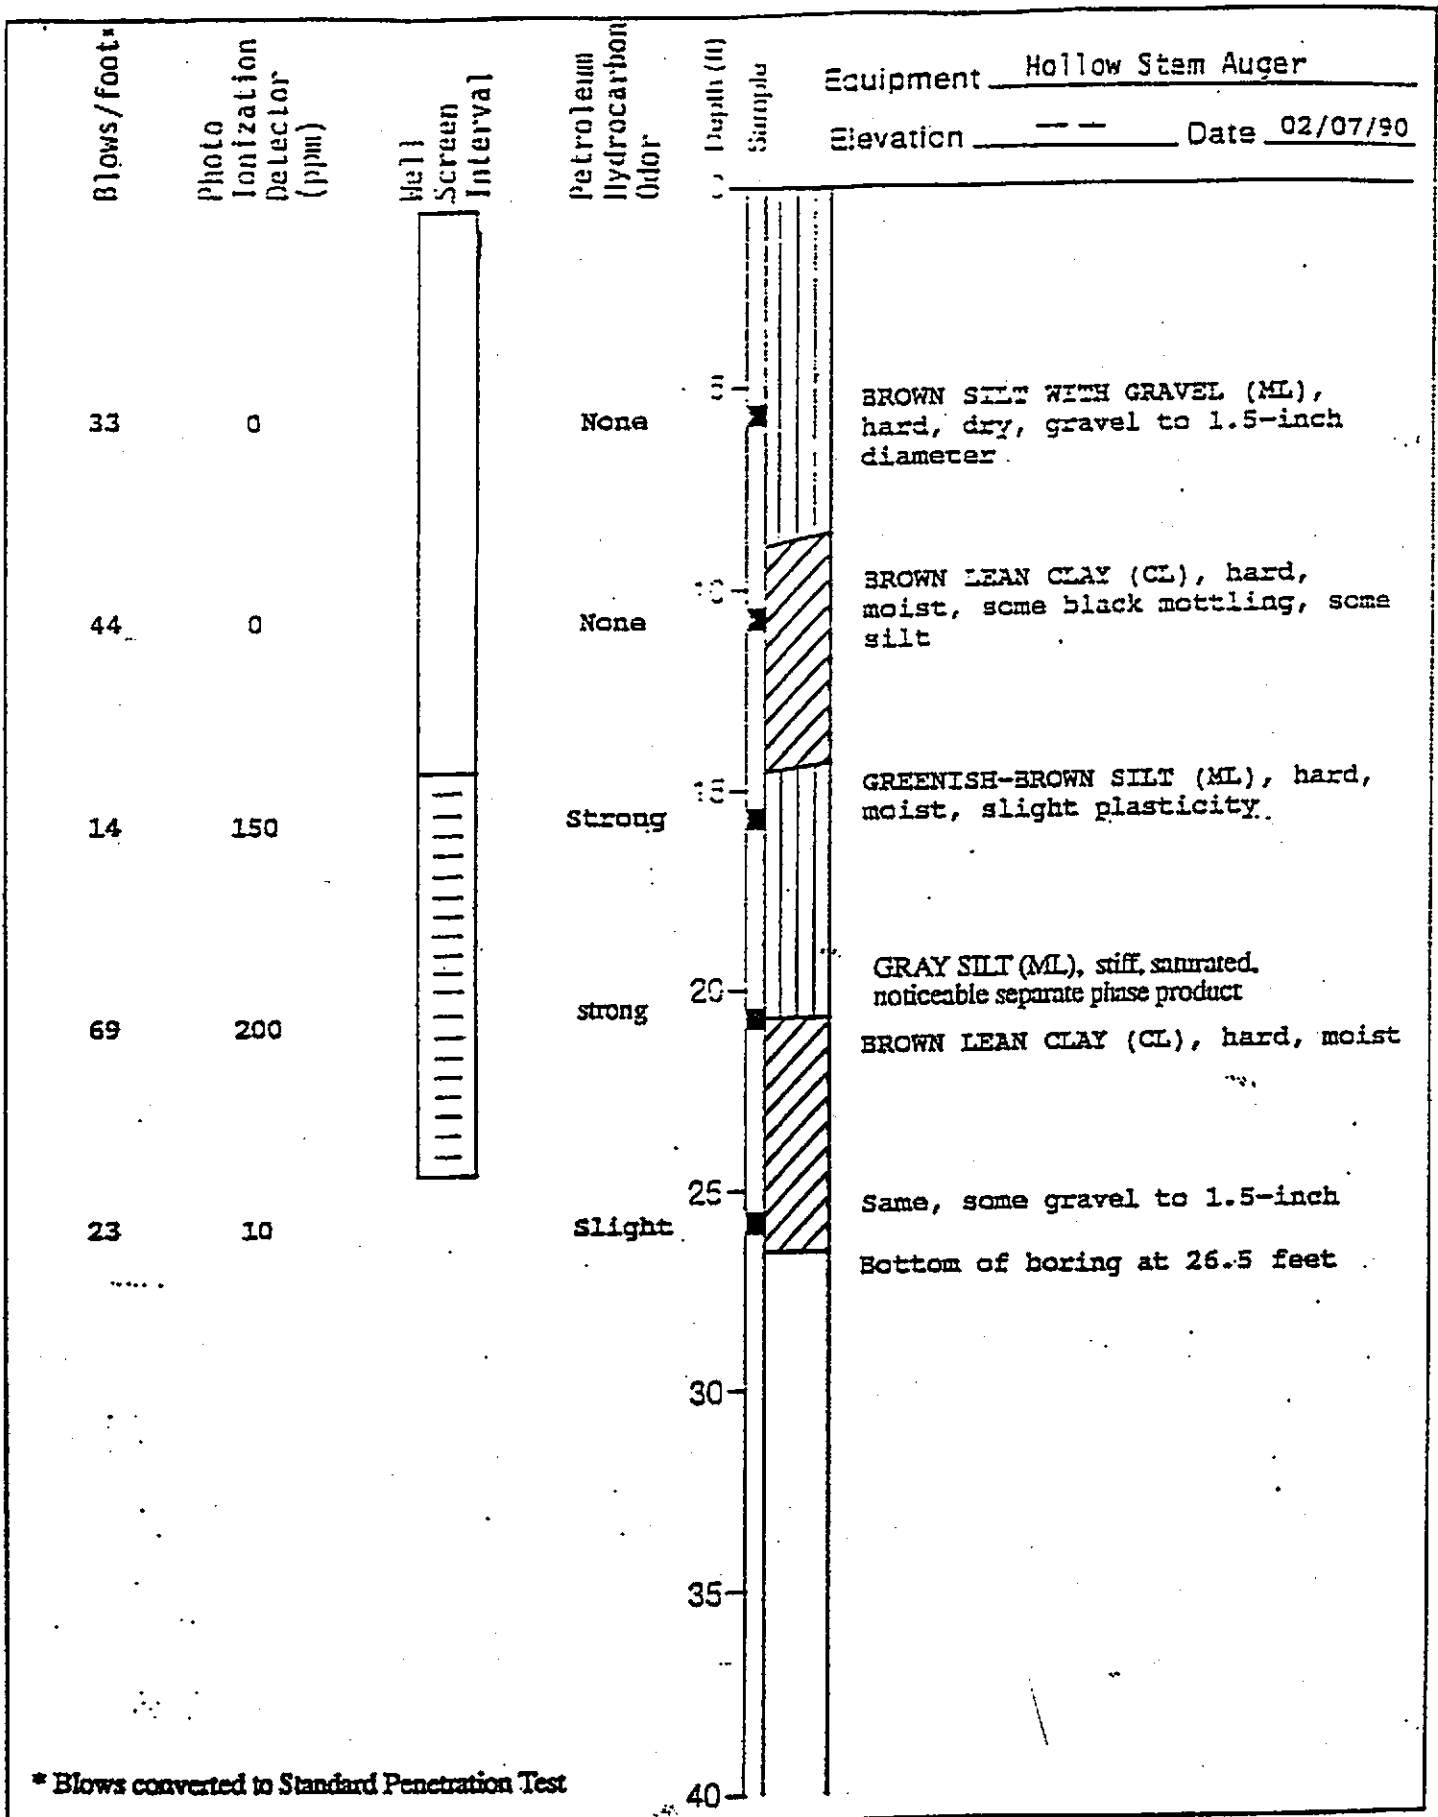 Blows/foot*
Photo
Ionization
Detector
(ppm)
Well
Screen
Interval
Petroleum
Hydrocarbon
Odor
Depth (ft)
Sample
Equipment Hollow Stem Auger
Elevation -- Date 02/07/90
0
5
BROWN SILT WITH GRAVEL (ML),
33 0 None hard, dry, gravel to 1.5-inch
diameter
10
BROWN LEAN CLAY (CL), hard,
moist, some black mottling, some
44 0 None silt
15
GREENISH-BROWN SILT (ML), hard,
moist, slight plasticity
14 150 Strong
GRAY SILT (ML), stiff, saturated,
20 noticeable separate phase product
69 200 strong
BROWN LEAN CLAY (CL), hard, moist
25
Same, some gravel to 1.5-inch
23 10 Slight
Bottom of boring at 26.5 feet
30
35
* Blows converted to Standard Penetration Test
40